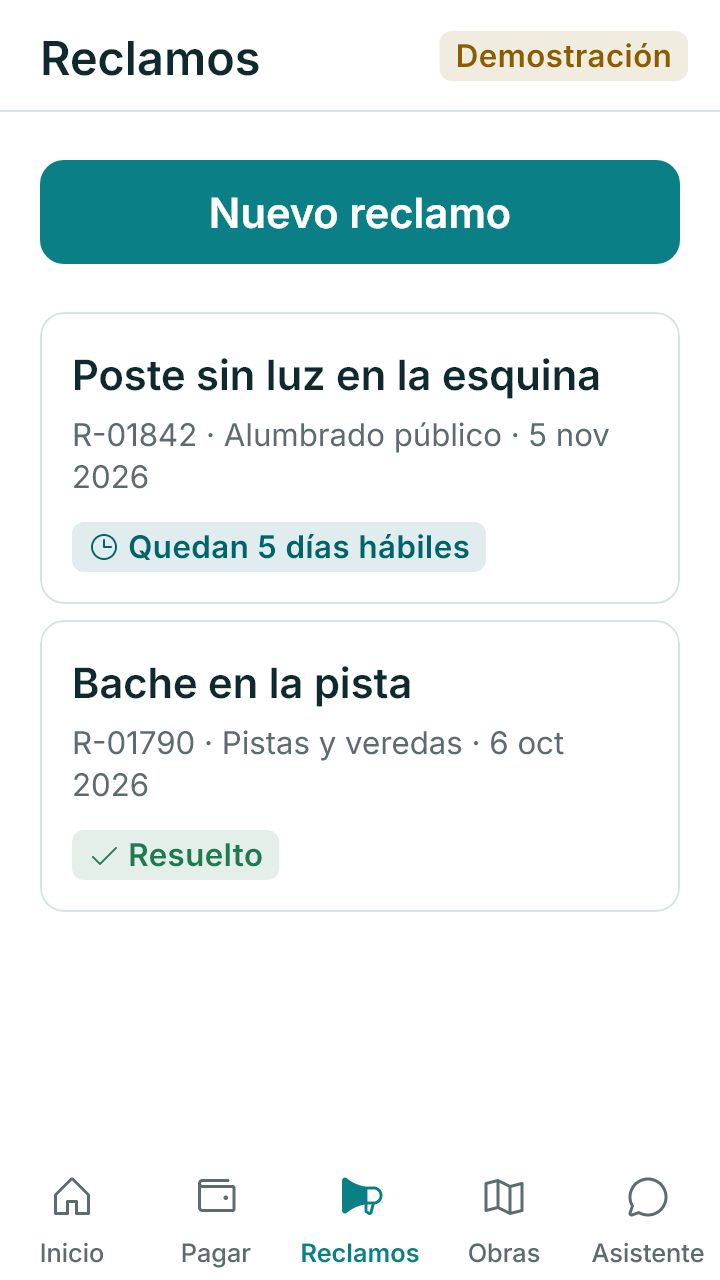 Reclamos
Demostración
Nuevo reclamo
Poste sin luz en la esquina
R-01842 · Alumbrado público · 5 nov
2026
Quedan 5 días hábiles
Bache en la pista
R-01790 · Pistas y veredas · 6 oct
2026
Resuelto
Inicio
Pagar
Reclamos
Obras
Asistente